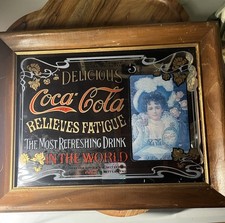 DELICIOUS
Coca-Cola
RELIEVES FATIGUE
THE MOST REFRESHING DRINK
IN THE WORLD